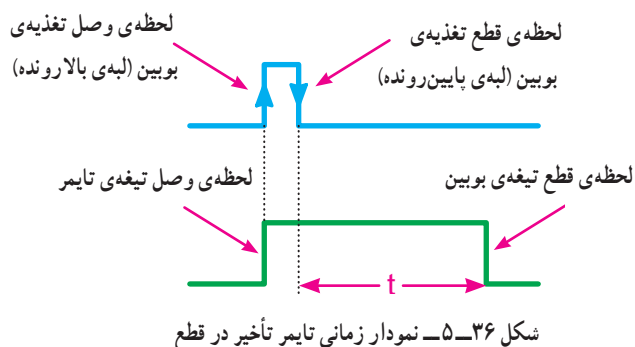 لحظه‌ی وصل تغذیه‌ی
بوبین (لبه‌ی بالارونده)
لحظه‌ی قطع تغذیه‌ی
بوبین (لبه‌ی پایین‌رونده)
لحظه‌ی وصل تیغه‌ی تایمر
لحظه‌ی قطع تیغه‌ی بوبین
t
شکل ۳۶ــ۵ــ نمودار زمانی تایمر تأخیر در قطع